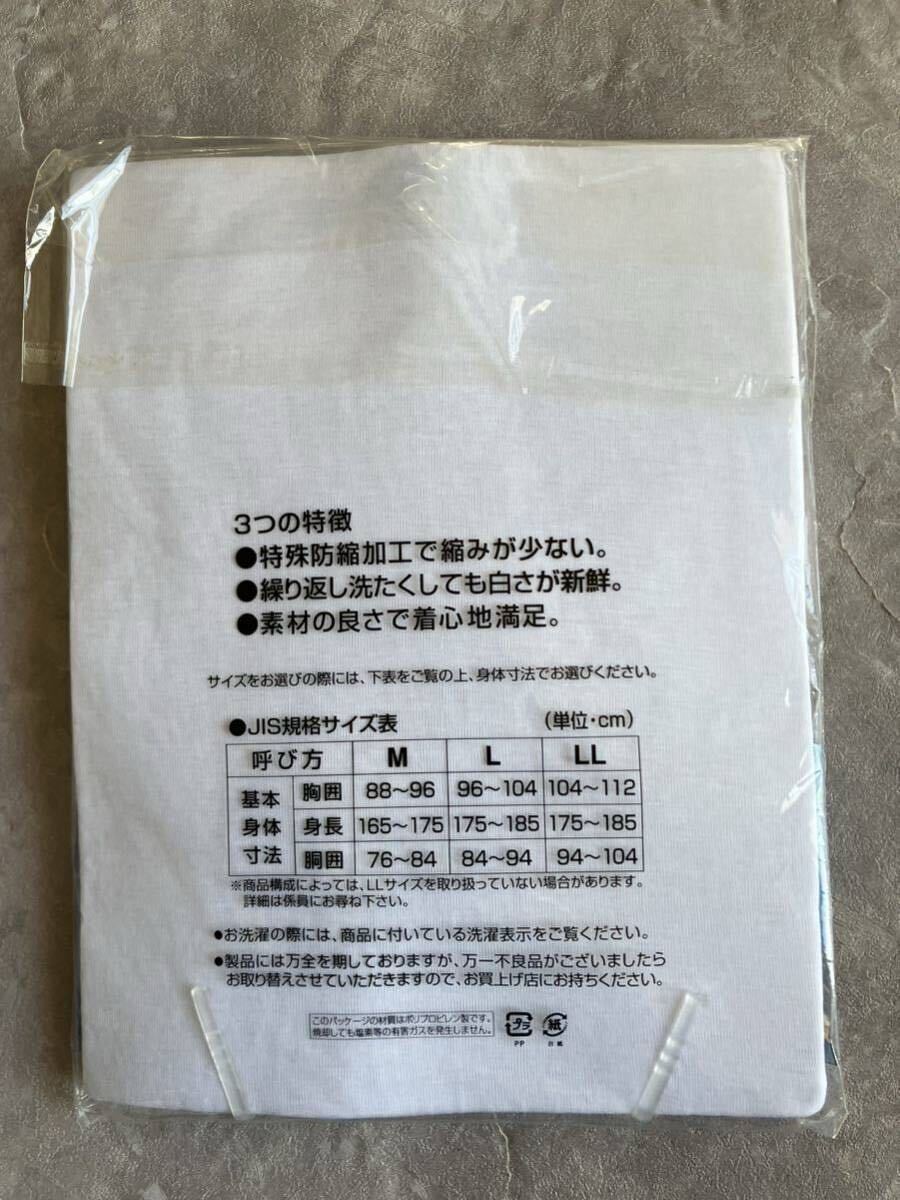 3つの特徴
●特殊防縮加工で縮みが少ない。
●繰り返し洗たくしても白さが新鮮。
●素材の良さで着心地満足。
サイズをお選びの際には、下表をご覧の上、身体寸法でお選びください。
●JIS規格サイズ表 (単位・cm)
呼び方 M L LL
基本 胸囲 88〜96 96〜104 104〜112
身体 身長 165〜175 175〜185 175〜185
寸法 胴囲 76〜84 84〜94 94〜104
※商品構成によっては、LLサイズを取り扱っていない場合があります。
詳細は係員にお尋ね下さい。
●お洗濯の際には、商品に付いている洗濯表示をご覧ください。
●製品には万全を期しておりますが、万一不良品がございましたら
お取り替えさせていただきますので、お買上げ店にお持ちください。
このパッケージの材質はポリプロピレン製です。
焼却しても塩素等の有害ガスを発生しません。
プラ 紙
PP 台紙